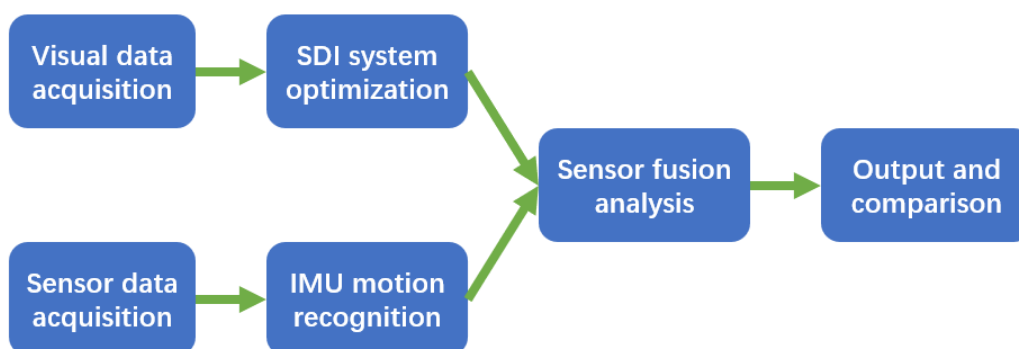 Visual data
acquisition
SDI system
optimization
Sensor fusion
analysis
Output and
comparison
Sensor data
acquisition
IMU motion
recognition